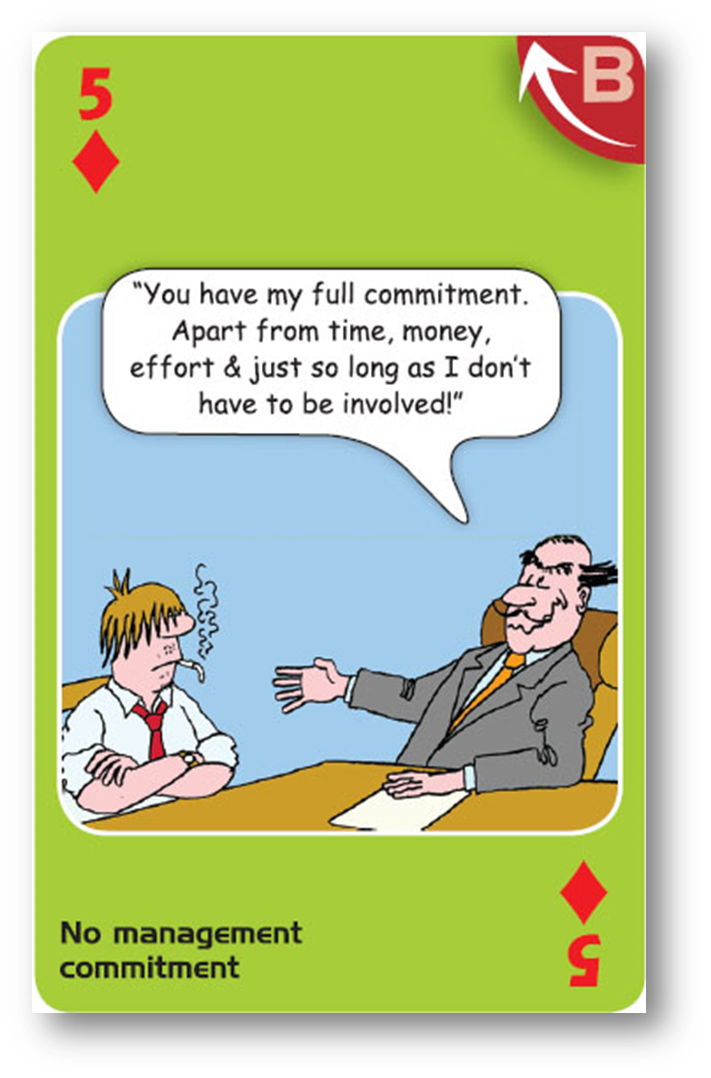 5
B
“You have my full commitment.
Apart from time, money,
effort & just so long as I don’t
have to be involved!”
No management
commitment
5